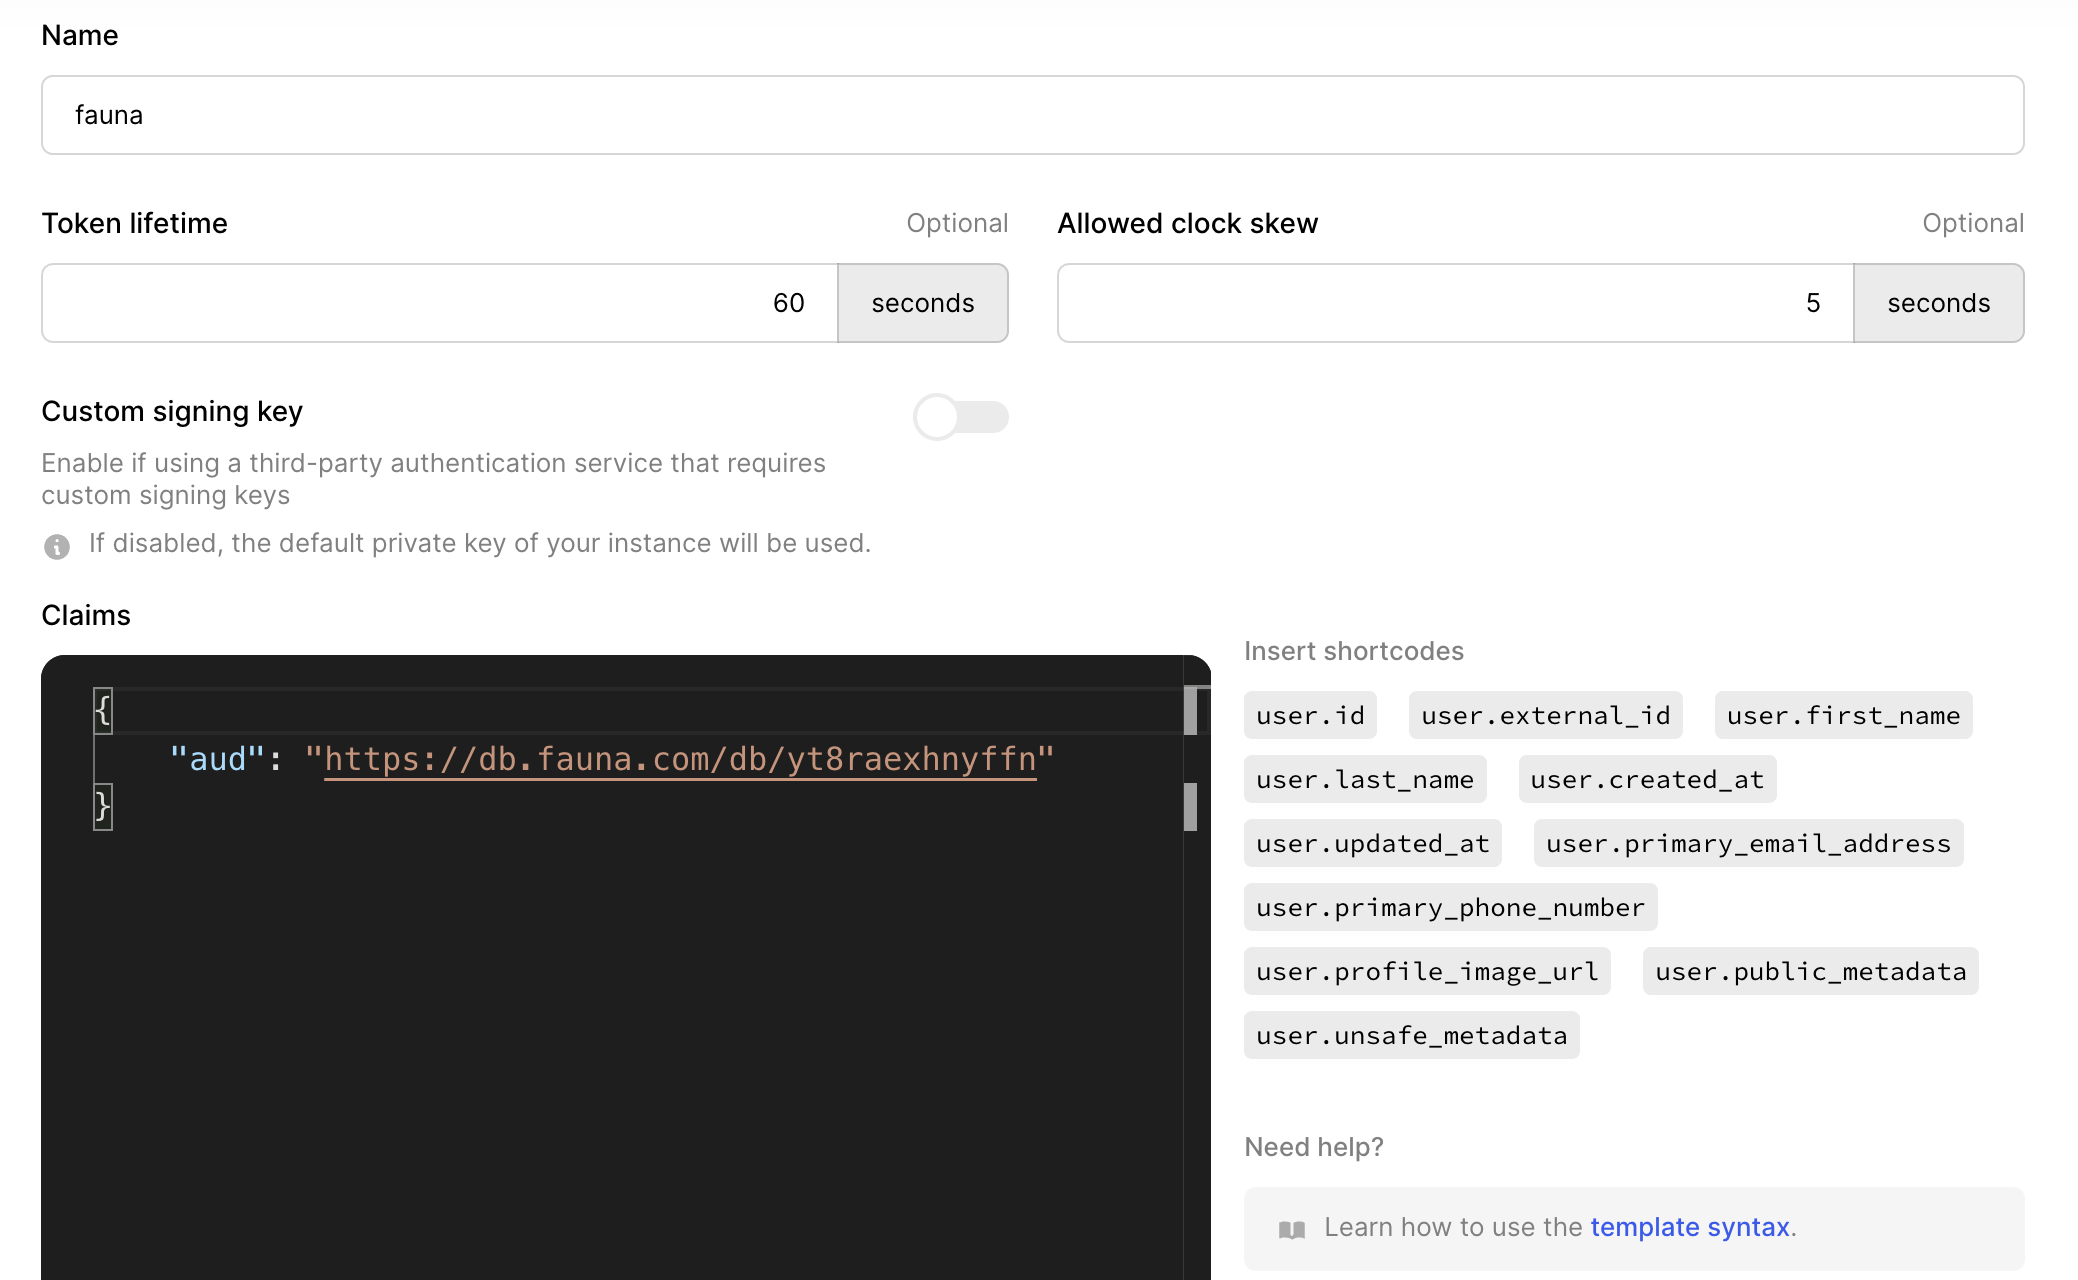 Name
fauna
Token lifetime Optional
Allowed clock skew Optional
60 seconds
5 seconds
Custom signing key
Enable if using a third-party authentication service that requires
custom signing keys
If disabled, the default private key of your instance will be used.
Claims
{
"aud": "https://db.fauna.com/db/yt8raexhnyffn"
}
Insert shortcodes
user.id user.external_id user.first_name
user.last_name user.created_at
user.updated_at user.primary_email_address
user.primary_phone_number
user.profile_image_url user.public_metadata
user.unsafe_metadata
Need help?
Learn how to use the template syntax.